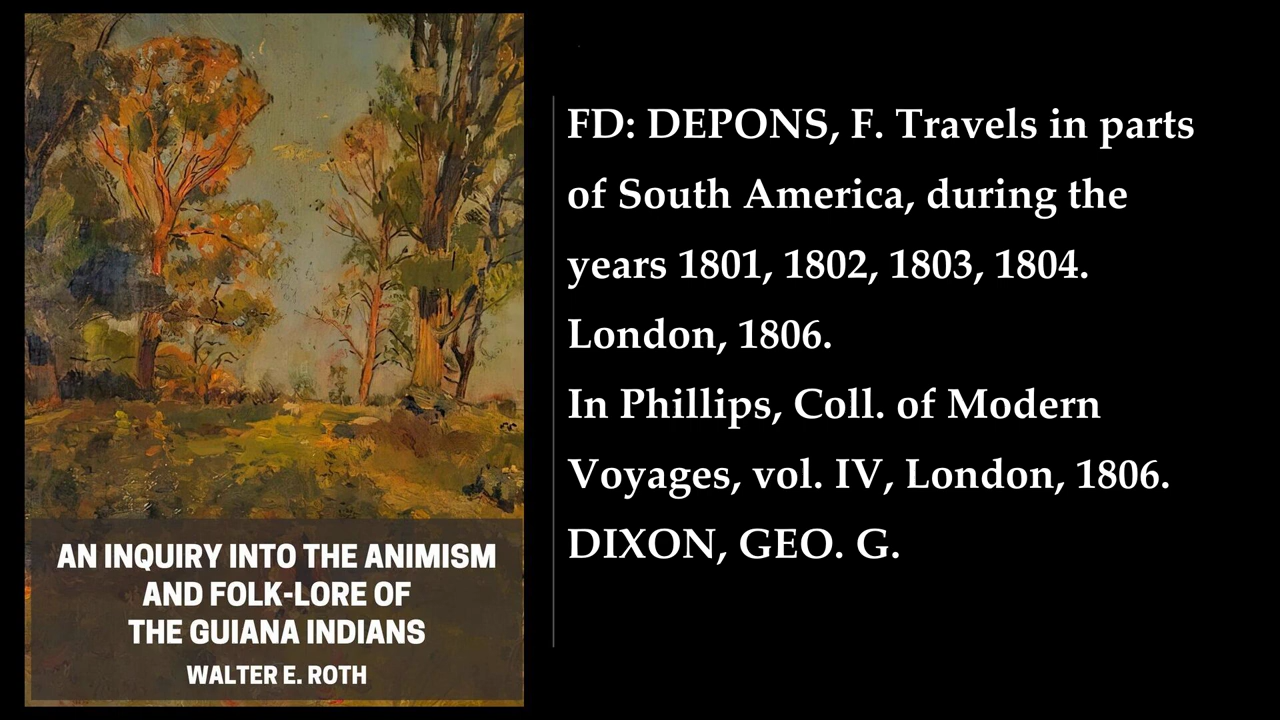 AN INQUIRY INTO THE ANIMISM
AND FOLK-LORE OF
THE GUIANA INDIANS
WALTER E. ROTH
FD: DEPONS, F. Travels in parts
of South America, during the
years 1801, 1802, 1803, 1804.
London, 1806.
In Phillips, Coll. of Modern
Voyages, vol. IV, London, 1806.
DIXON, GEO. G.